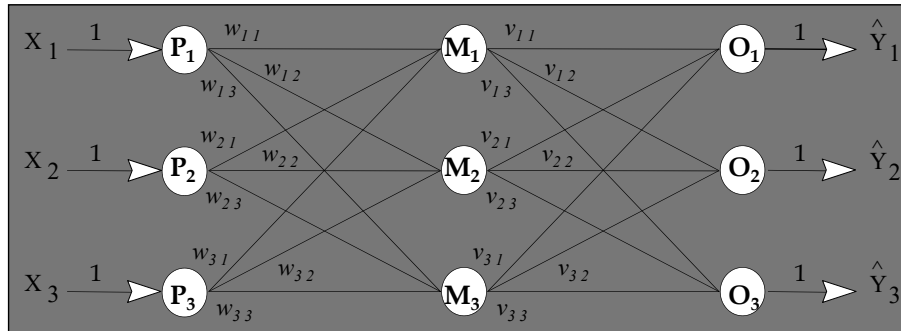 X₁ 1 P₁ w₁₁ M₁ v₁₁ O₁ 1 Ŷ₁
w₁₂ v₁₂
w₁₃ v₁₃
w₂₁ v₂₁
X₂ 1 P₂ w₂₂ M₂ v₂₂ O₂ 1 Ŷ₂
w₂₃ v₂₃
w₃₁ v₃₁
X₃ 1 P₃ w₃₂ M₃ v₃₂ O₃ 1 Ŷ₃
w₃₃ v₃₃